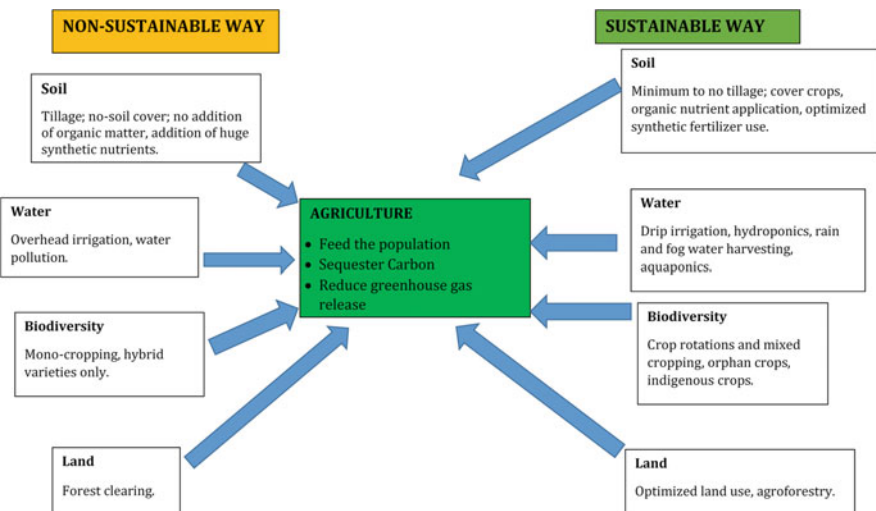 NON-SUSTAINABLE WAY
SUSTAINABLE WAY
Soil
Tillage; no-soil cover; no addition
of organic matter, addition of huge
synthetic nutrients.
Water
Overhead irrigation, water
pollution.
Biodiversity
Mono-cropping, hybrid
varieties only.
Land
Forest clearing.
AGRICULTURE
• Feed the population
• Sequester Carbon
• Reduce greenhouse gas
release
Soil
Minimum to no tillage; cover crops,
organic nutrient application, optimized
synthetic fertilizer use.
Water
Drip irrigation, hydroponics, rain
and fog water harvesting,
aquaponics.
Biodiversity
Crop rotations and mixed
cropping, orphan crops,
indigenous crops.
Land
Optimized land use, agroforestry.